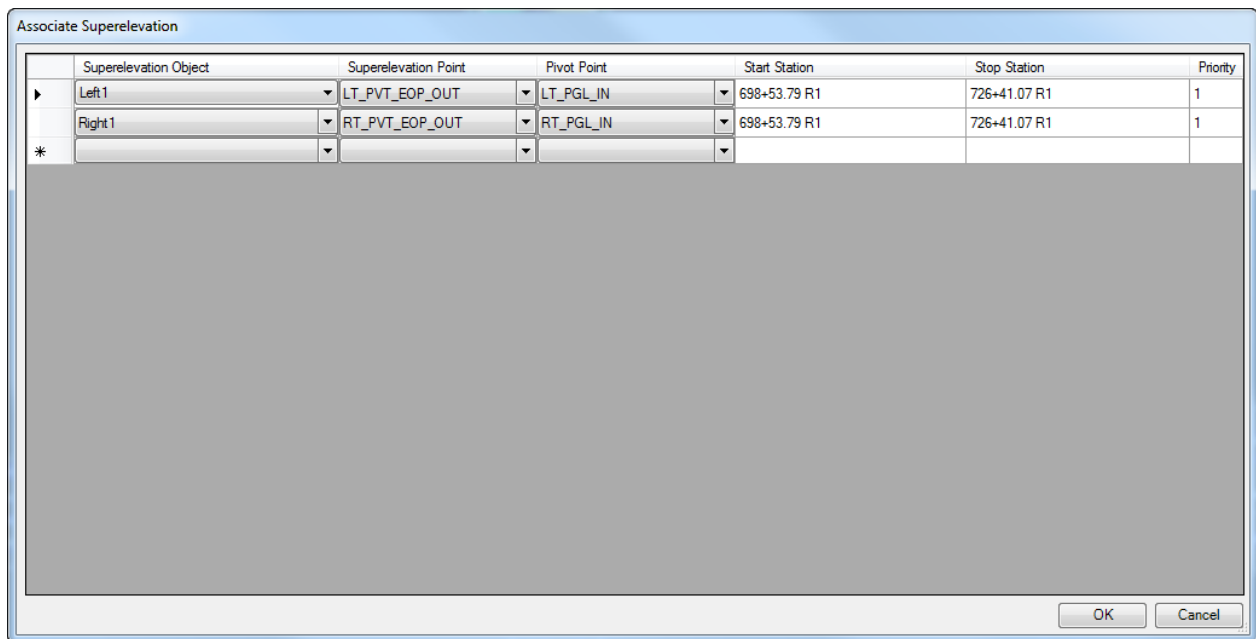 Associate Superelevation
Superelevation Object Superelevation Point Pivot Point Start Station Stop Station Priority
Left1 LT_PVT_EOP_OUT LT_PGL_IN 698+53.79 R1 726+41.07 R1 1
Right1 RT_PVT_EOP_OUT RT_PGL_IN 698+53.79 R1 726+41.07 R1 1
OK Cancel